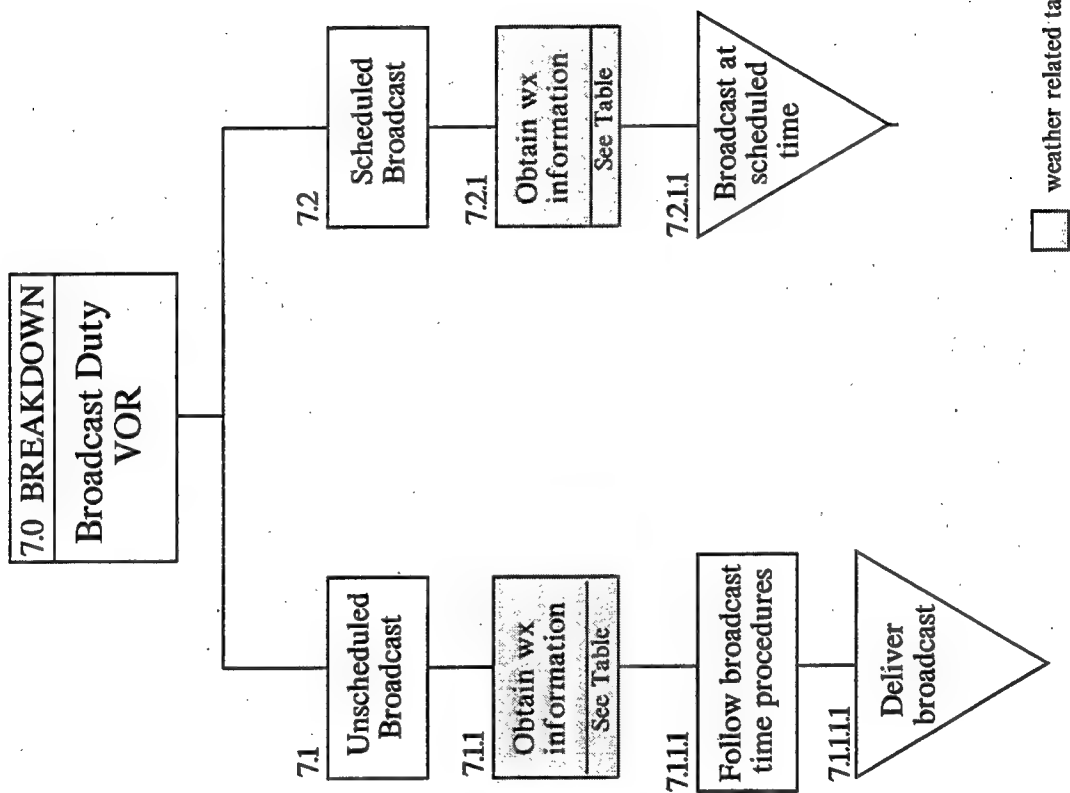 7.0 BREAKDOWN
Broadcast Duty
VOR
7.1
Unscheduled
Broadcast
7.1.1
Obtain wx
information
See Table
7.1.1.1
Follow broadcast
time procedures
7.1.1.1.1
Deliver
broadcast
7.2
Scheduled
Broadcast
7.2.1
Obtain wx
information
See Table
7.2.1.1
Broadcast at
scheduled
time
weather related ta